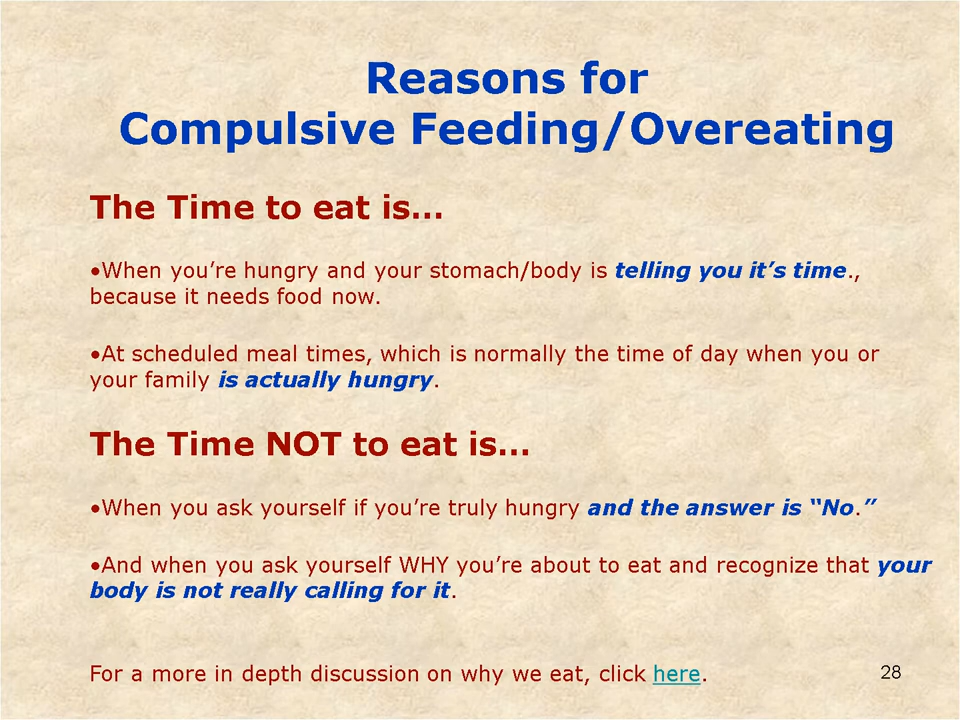 Reasons for
Compulsive Feeding/Overeating
The Time to eat is…
•When you’re hungry and your stomach/body is telling you it’s time.,
because it needs food now.
•At scheduled meal times, which is normally the time of day when you or
your family is actually hungry.
The Time NOT to eat is…
•When you ask yourself if you’re truly hungry and the answer is “No.”
•And when you ask yourself WHY you’re about to eat and recognize that your
body is not really calling for it.
For a more in depth discussion on why we eat, click here.
28